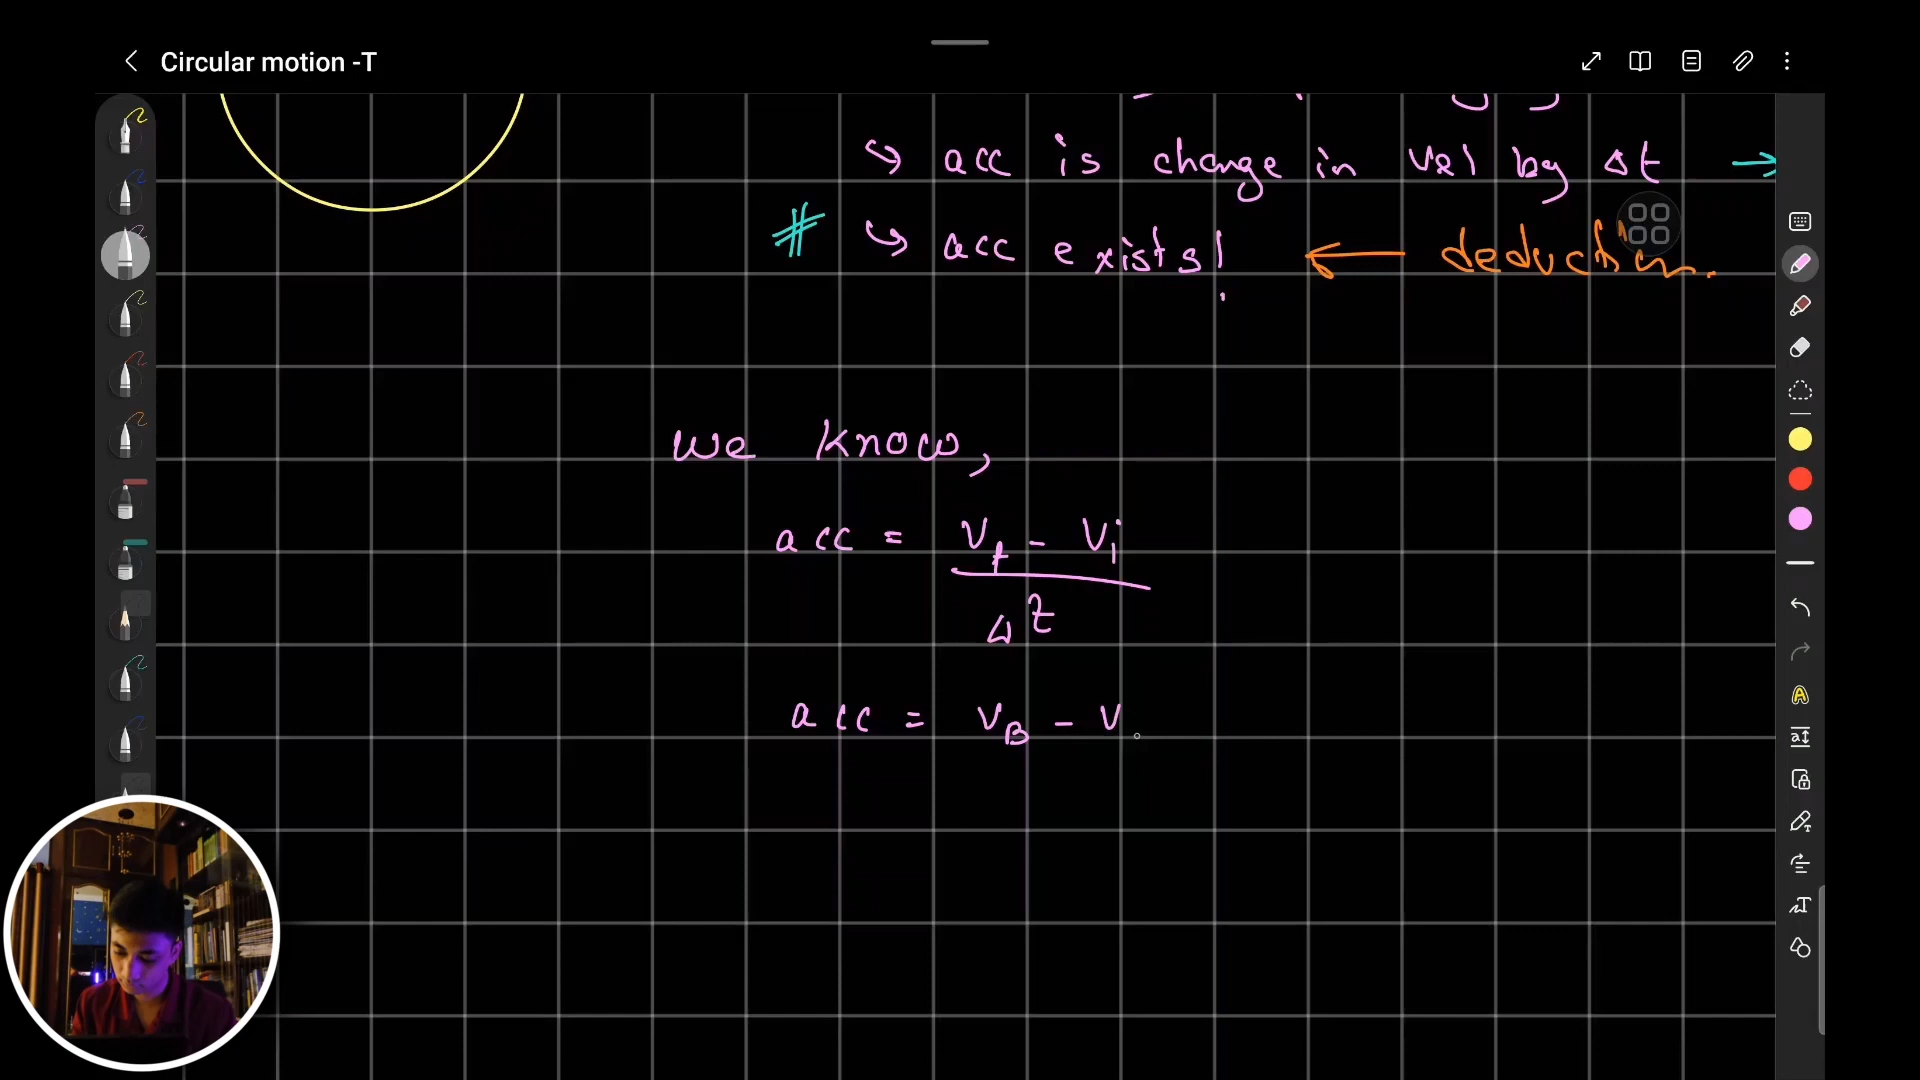 Circular motion -T
↳ acc is change in vel by Δt →
# ↳ acc exists! ← deduction.
we know,
acc = Vf - Vi
Δt
acc = VB - V